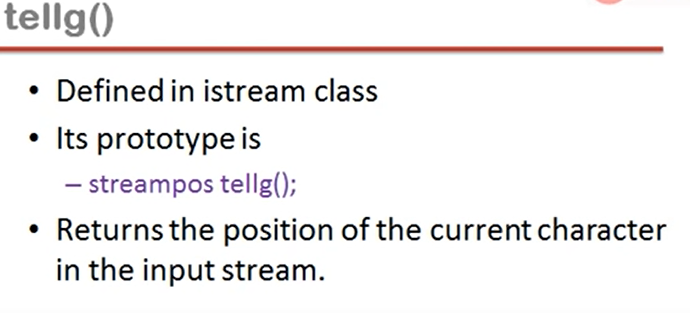 tellg()
• Defined in istream class
• Its prototype is
– streampos tellg();
• Returns the position of the current character
in the input stream.